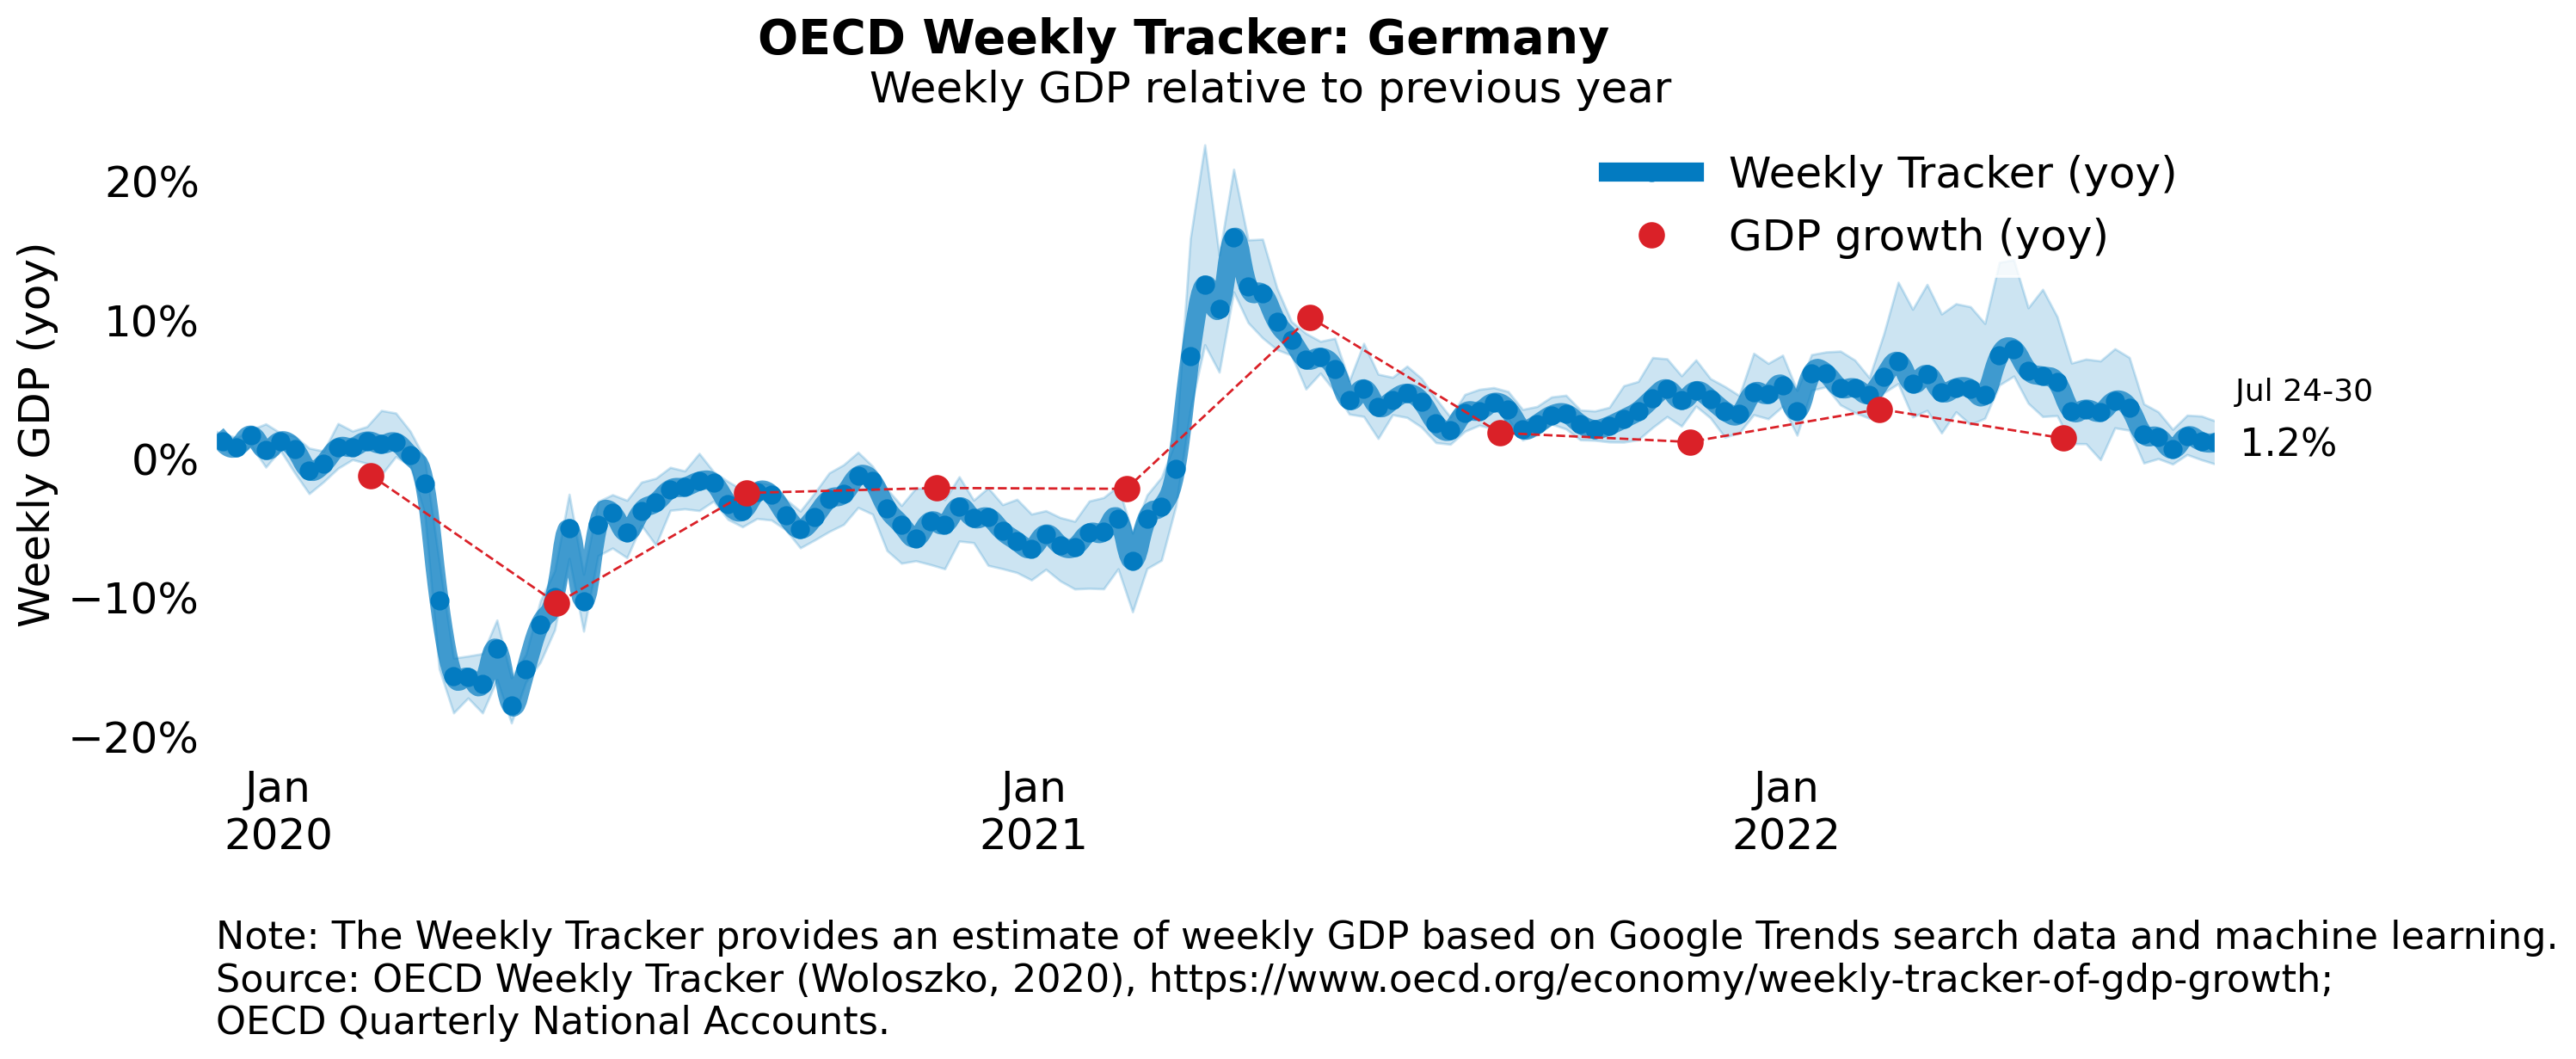 OECD Weekly Tracker: Germany
Weekly GDP relative to previous year
Weekly Tracker (yoy)
GDP growth (yoy)
Weekly GDP (yoy)
20%
10%
0%
−10%
−20%
Jul 24-30
1.2%
Jan
2020
Jan
2021
Jan
2022
Note: The Weekly Tracker provides an estimate of weekly GDP based on Google Trends search data and machine learning.
Source: OECD Weekly Tracker (Woloszko, 2020), https://www.oecd.org/economy/weekly-tracker-of-gdp-growth;
OECD Quarterly National Accounts.